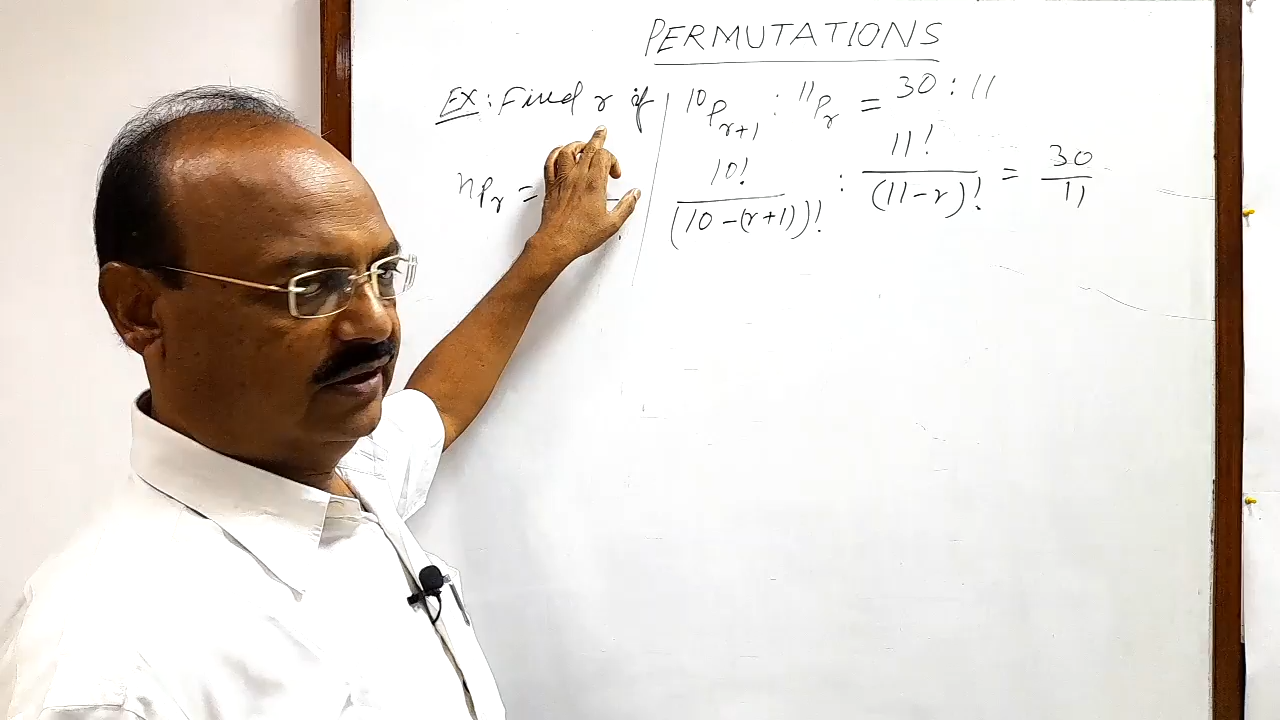 PERMUTATIONS
EX: Find r if ¹⁰P_{r+1} : ¹¹P_r = 30 : 11
nP_r = 10!/(10-(r+1))! : 11!/(11-r)! = 30/11